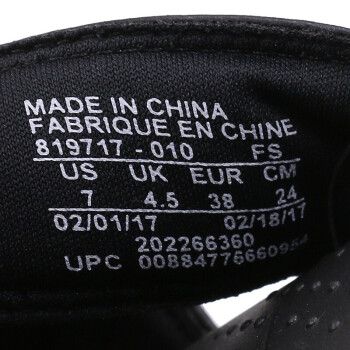 MADE IN CHINA
FABRIQUE EN CHINE
819717 - 010 FS
US UK EUR CM
7 4.5 38 24
02/01/17 02/18/17
202266360
UPC 00884776660954